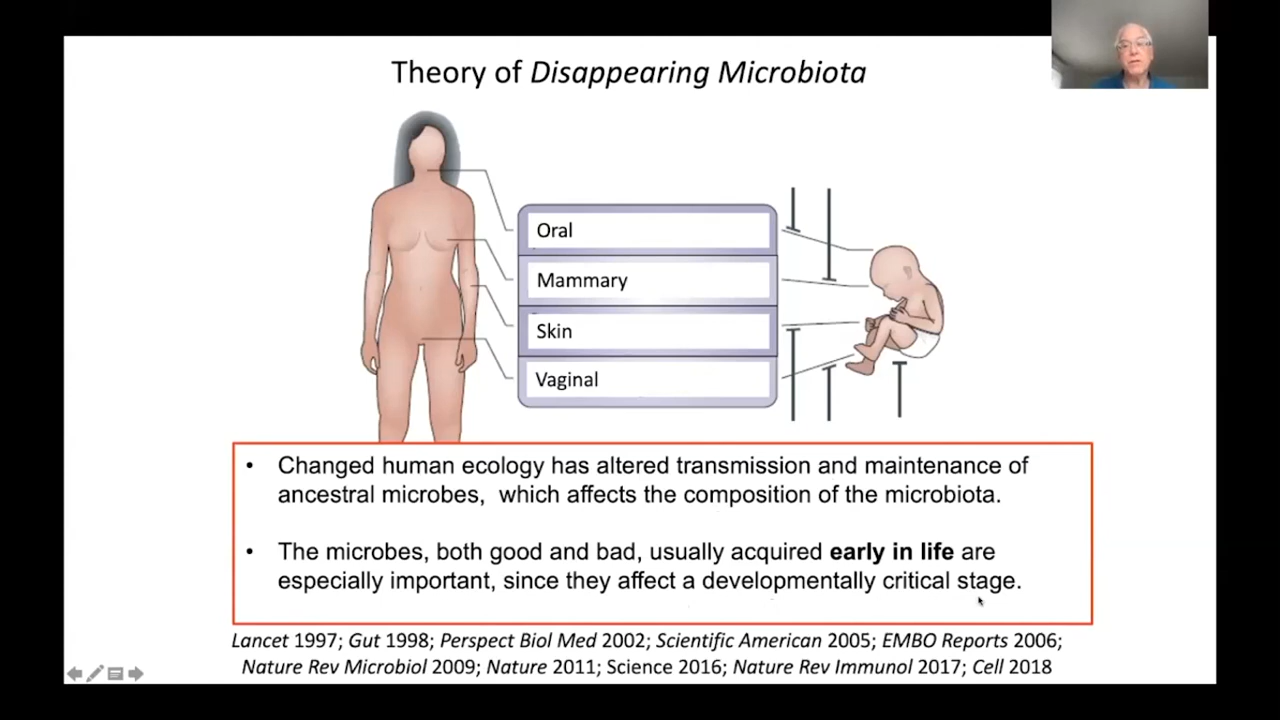 Theory of Disappearing Microbiota
Oral
Mammary
Skin
Vaginal
• Changed human ecology has altered transmission and maintenance of
ancestral microbes, which affects the composition of the microbiota.
• The microbes, both good and bad, usually acquired early in life are
especially important, since they affect a developmentally critical stage.
Lancet 1997; Gut 1998; Perspect Biol Med 2002; Scientific American 2005; EMBO Reports 2006;
Nature Rev Microbiol 2009; Nature 2011; Science 2016; Nature Rev Immunol 2017; Cell 2018